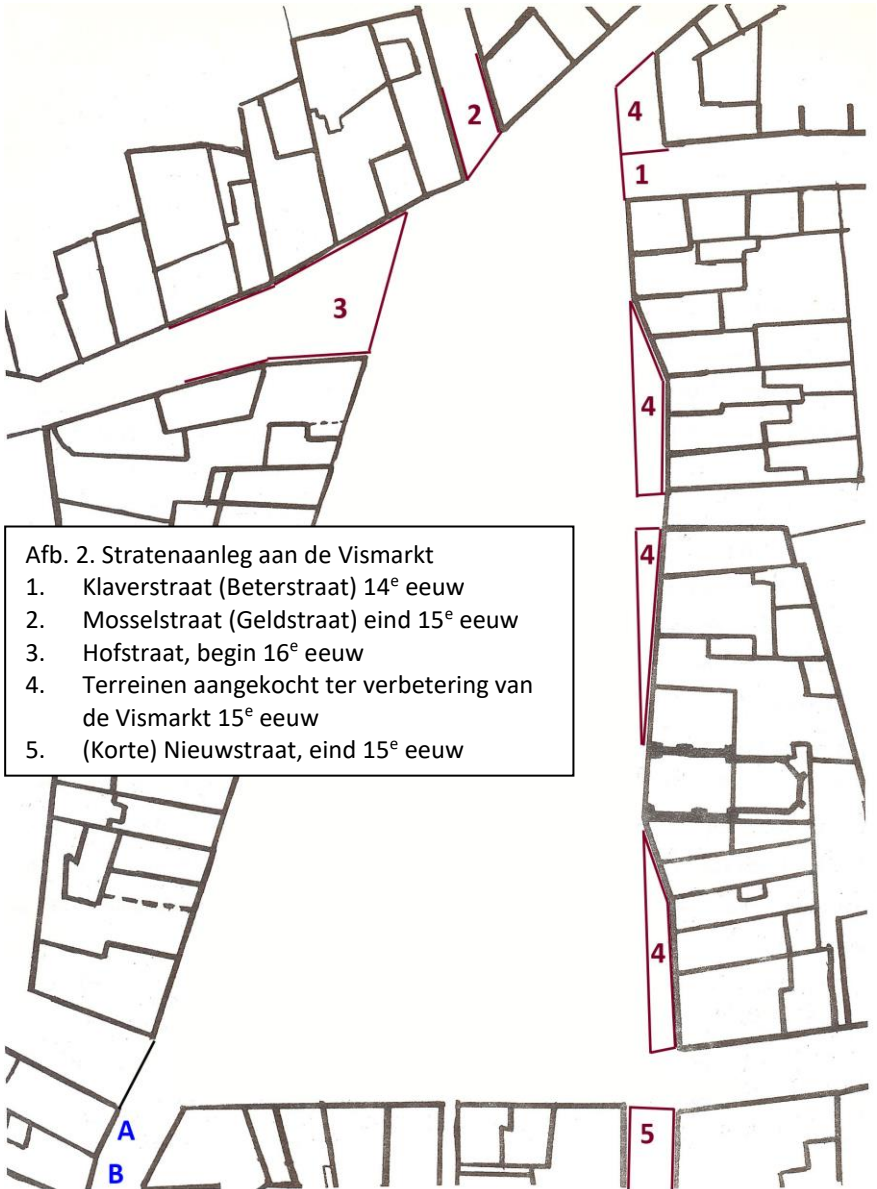 2
4
1
3
4
Afb. 2. Stratenaanleg aan de Vismarkt
1. Klaverstraat (Beterstraat) 14e eeuw
2. Mosselstraat (Geldstraat) eind 15e eeuw
3. Hofstraat, begin 16e eeuw
4. Terreinen aangekocht ter verbetering van
de Vismarkt 15e eeuw
5. (Korte) Nieuwstraat, eind 15e eeuw
4
4
A
5
B